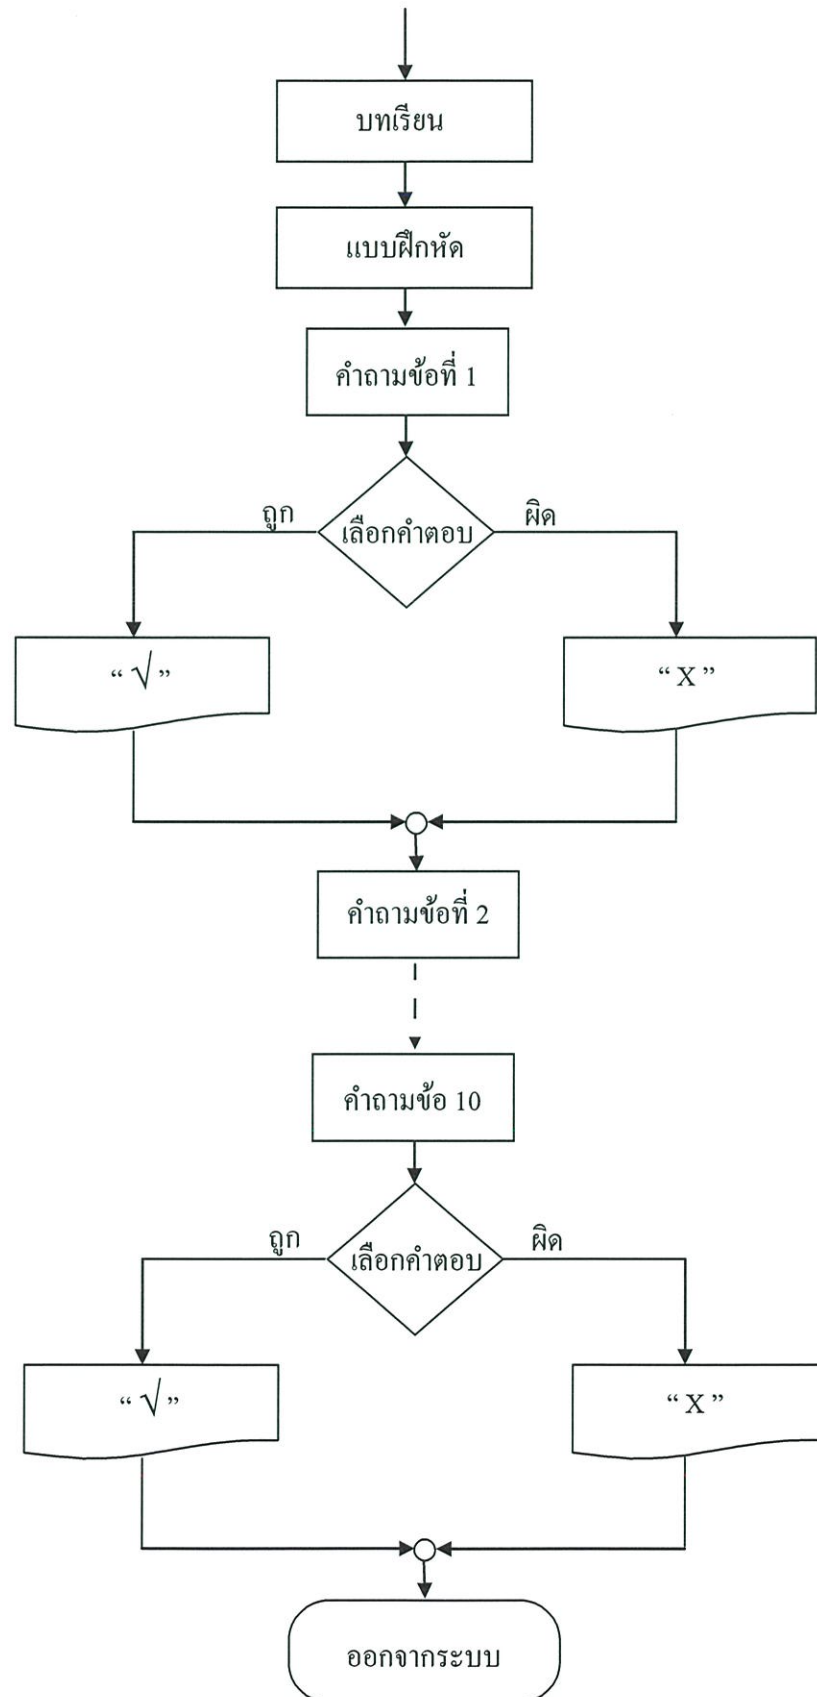 บทเรียน
แบบฝึกหัด
คำถามข้อที่ 1
ถูก
เลือกคำตอบ
ผิด
“ √ ”
“ X ”
คำถามข้อที่ 2
คำถามข้อ 10
ถูก
เลือกคำตอบ
ผิด
“ √ ”
“ X ”
ออกจากระบบ